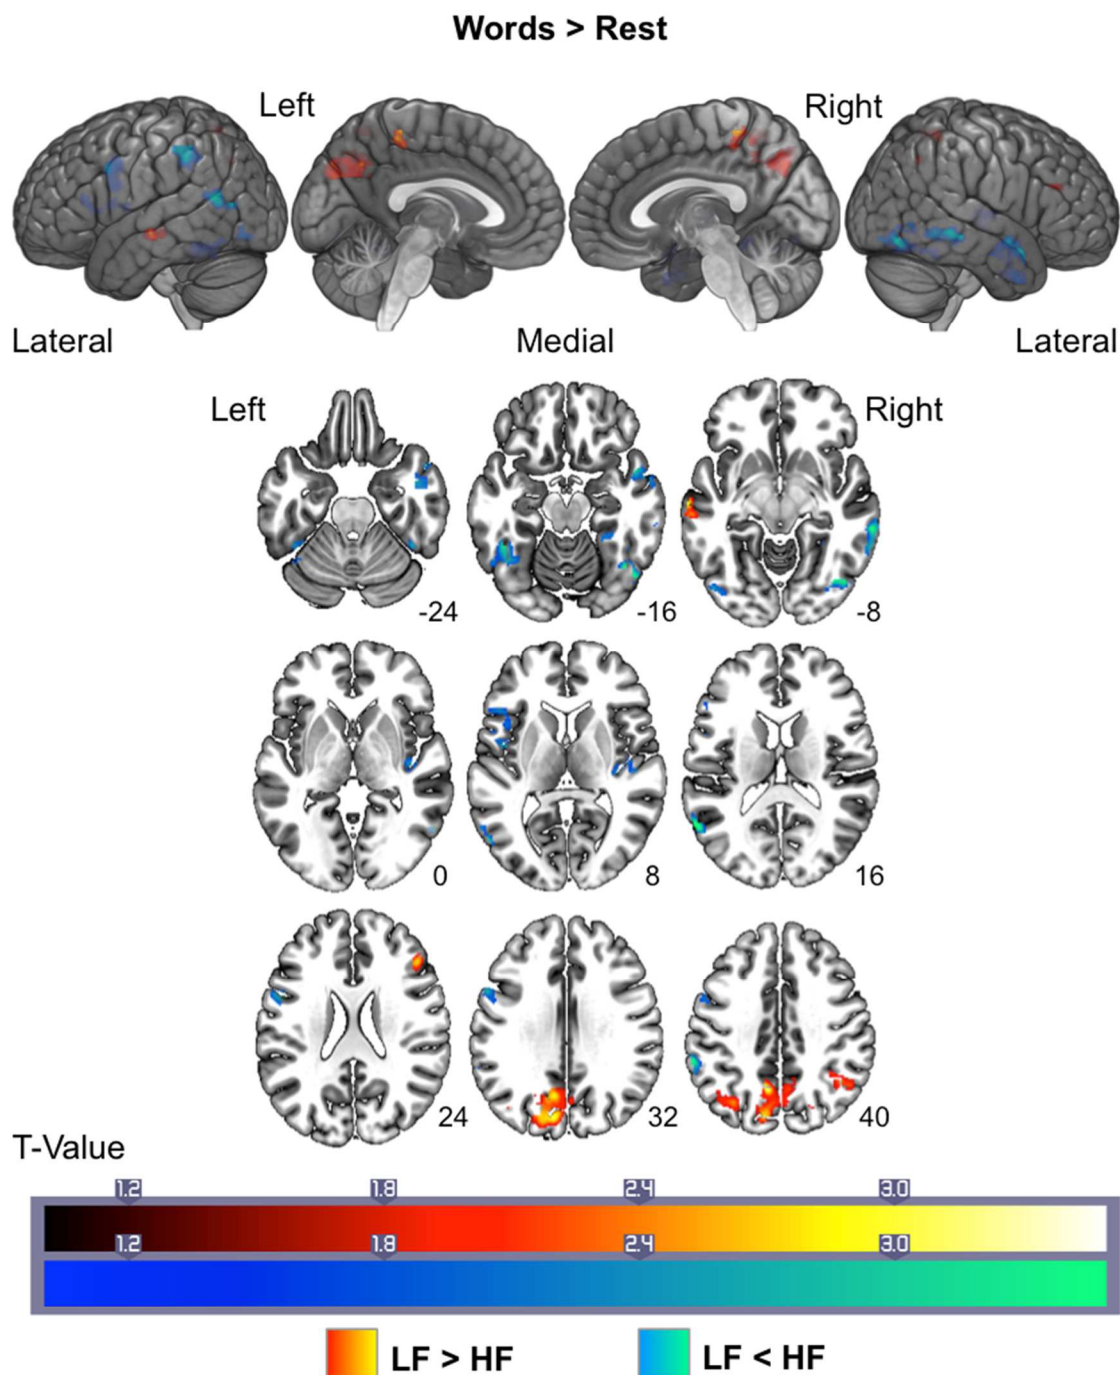 Words > Rest
Left Right
Lateral Medial Lateral
Left Right
-24 -16 -8
0 8 16
24 32 40
T-Value
1.2 1.8 2.4 3.0
1.2 1.8 2.4 3.0
LF > HF LF < HF